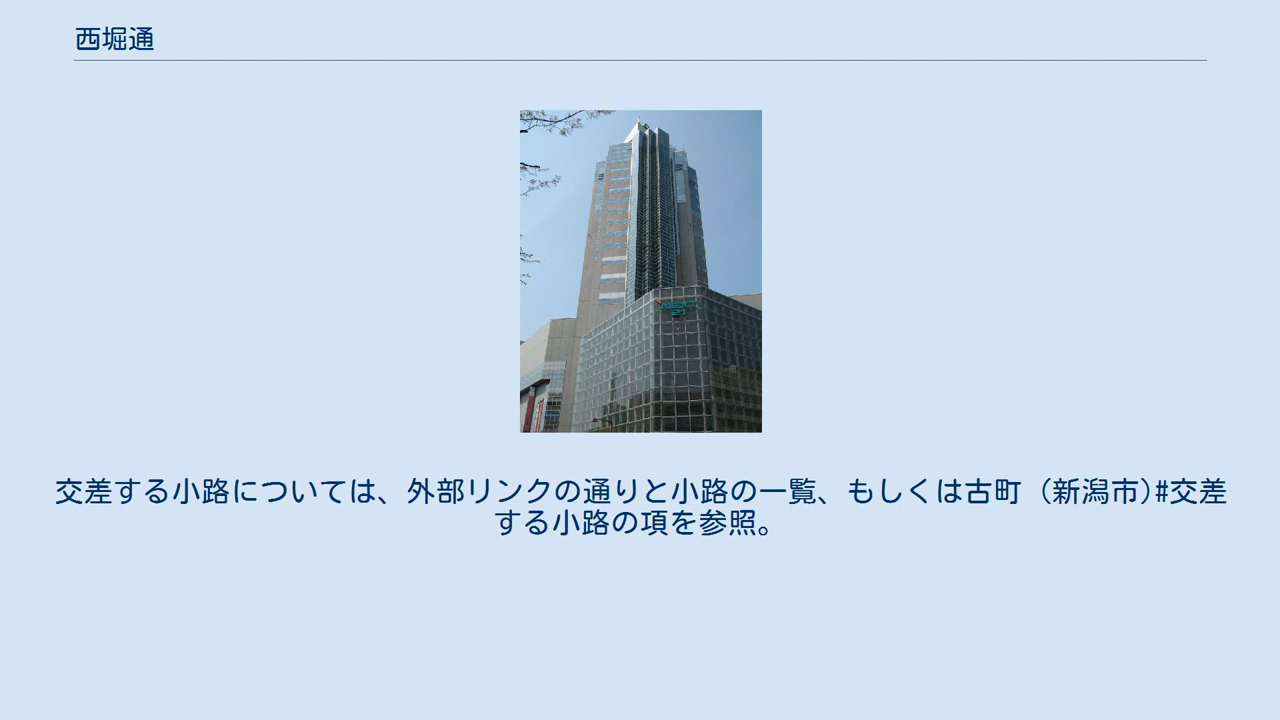 西堀通
NEXT
21
交差する小路については、外部リンクの通りと小路の一覧、もしくは古町 (新潟市)#交差
する小路の項を参照。